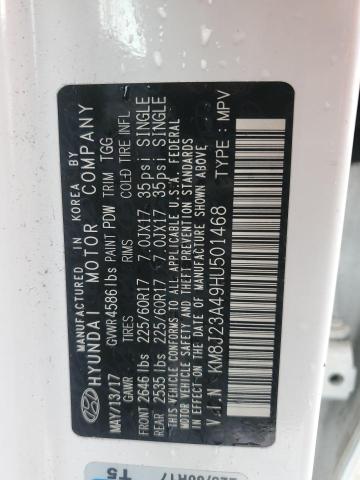 MANUFACTURED IN KOREA BY
HYUNDAI MOTOR COMPANY
MAY/13/17 GVWR 4586 lbs PAINT PDW TRIM TGG
GAWR TIRES RIMS COLD TIRE INFL
FRONT 2646 lbs 225/60R17 7.0JX17 35psi SINGLE
REAR 2535 lbs 225/60R17 7.0JX17 35psi SINGLE
THIS VEHICLE CONFORMS TO ALL APPLICABLE U.S.A. FEDERAL
MOTOR VEHICLE SAFETY AND THEFT PREVENTION STANDARDS
IN EFFECT ON THE DATE OF MANUFACTURE SHOWN ABOVE
V.I.N KM8J23A49HU501468 TYPE : MPV
225/60R17
T5